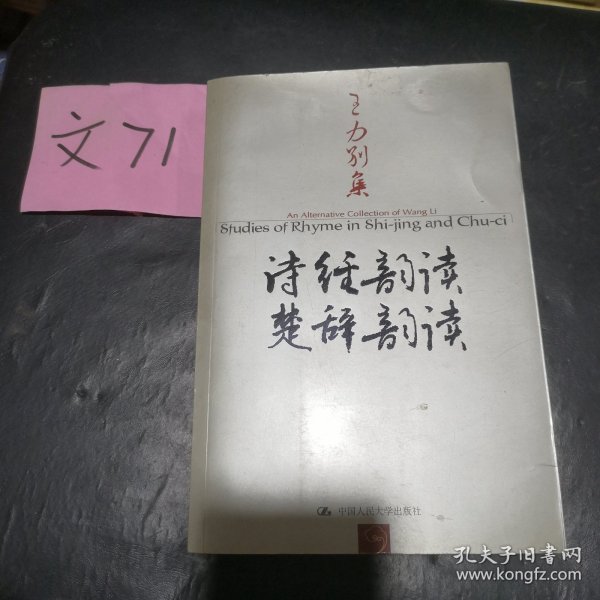 文71
王力别集
An Alternative Collection of Wang Li
Studies of Rhyme in Shi-jing and Chu-ci
诗经韵读
楚辞韵读
中国人民大学出版社
孔夫子旧书网
www.kongfz.com